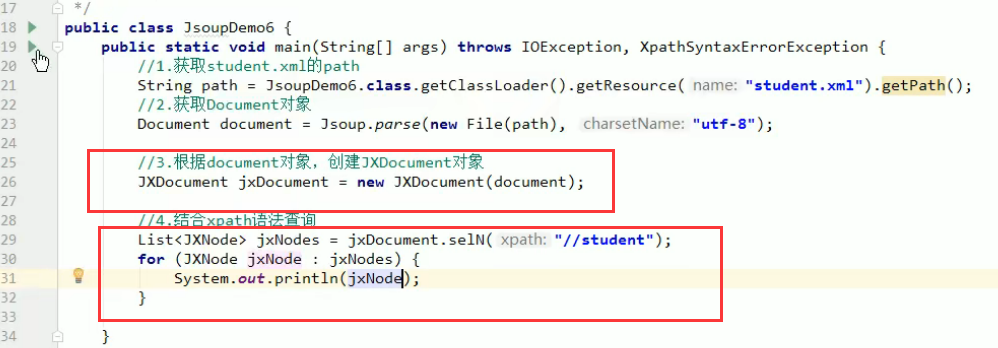 17 */
18 public class JsoupDemo6 {
19 public static void main(String[] args) throws IOException, XpathSyntaxErrorException {
20 //1.获取student.xml的path
21 String path = JsoupDemo6.class.getClassLoader().getResource( name: "student.xml").getPath();
22 //2.获取Document对象
23 Document document = Jsoup.parse(new File(path), charsetName: "utf-8");
24
25 //3.根据document对象，创建JXDocument对象
26 JXDocument jxDocument = new JXDocument(document);
27
28 //4.结合xpath语法查询
29 List<JXNode> jxNodes = jxDocument.selN( xpath: "//student");
30 for (JXNode jxNode : jxNodes) {
31 System.out.println(jxNode);
32 }
33
34 }